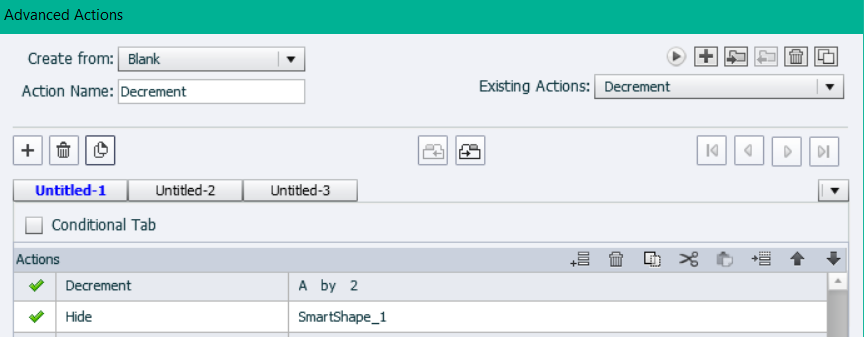 Advanced Actions
Create from: Blank
Action Name: Decrement
Existing Actions: Decrement
Untitled-1 Untitled-2 Untitled-3
Conditional Tab
Actions
Decrement A by 2
Hide SmartShape_1